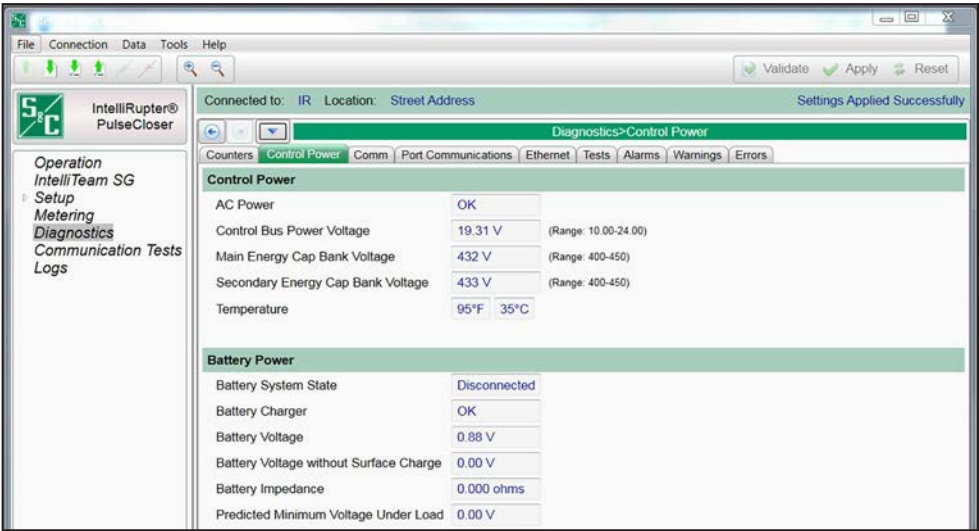 File Connection Data Tools Help
Validate Apply Reset
S&C
IntelliRupter®
PulseCloser
Connected to: IR Location: Street Address Settings Applied Successfully
Diagnostics>Control Power
Counters Control Power Comm Port Communications Ethernet Tests Alarms Warnings Errors
Operation
IntelliTeam SG
Setup
Metering
Diagnostics
Communication Tests
Logs
Control Power
AC Power OK
Control Bus Power Voltage 19.31 V (Range: 10.00-24.00)
Main Energy Cap Bank Voltage 432 V (Range: 400-450)
Secondary Energy Cap Bank Voltage 433 V (Range: 400-450)
Temperature 95°F 35°C
Battery Power
Battery System State Disconnected
Battery Charger OK
Battery Voltage 0.88 V
Battery Voltage without Surface Charge 0.00 V
Battery Impedance 0.000 ohms
Predicted Minimum Voltage Under Load 0.00 V